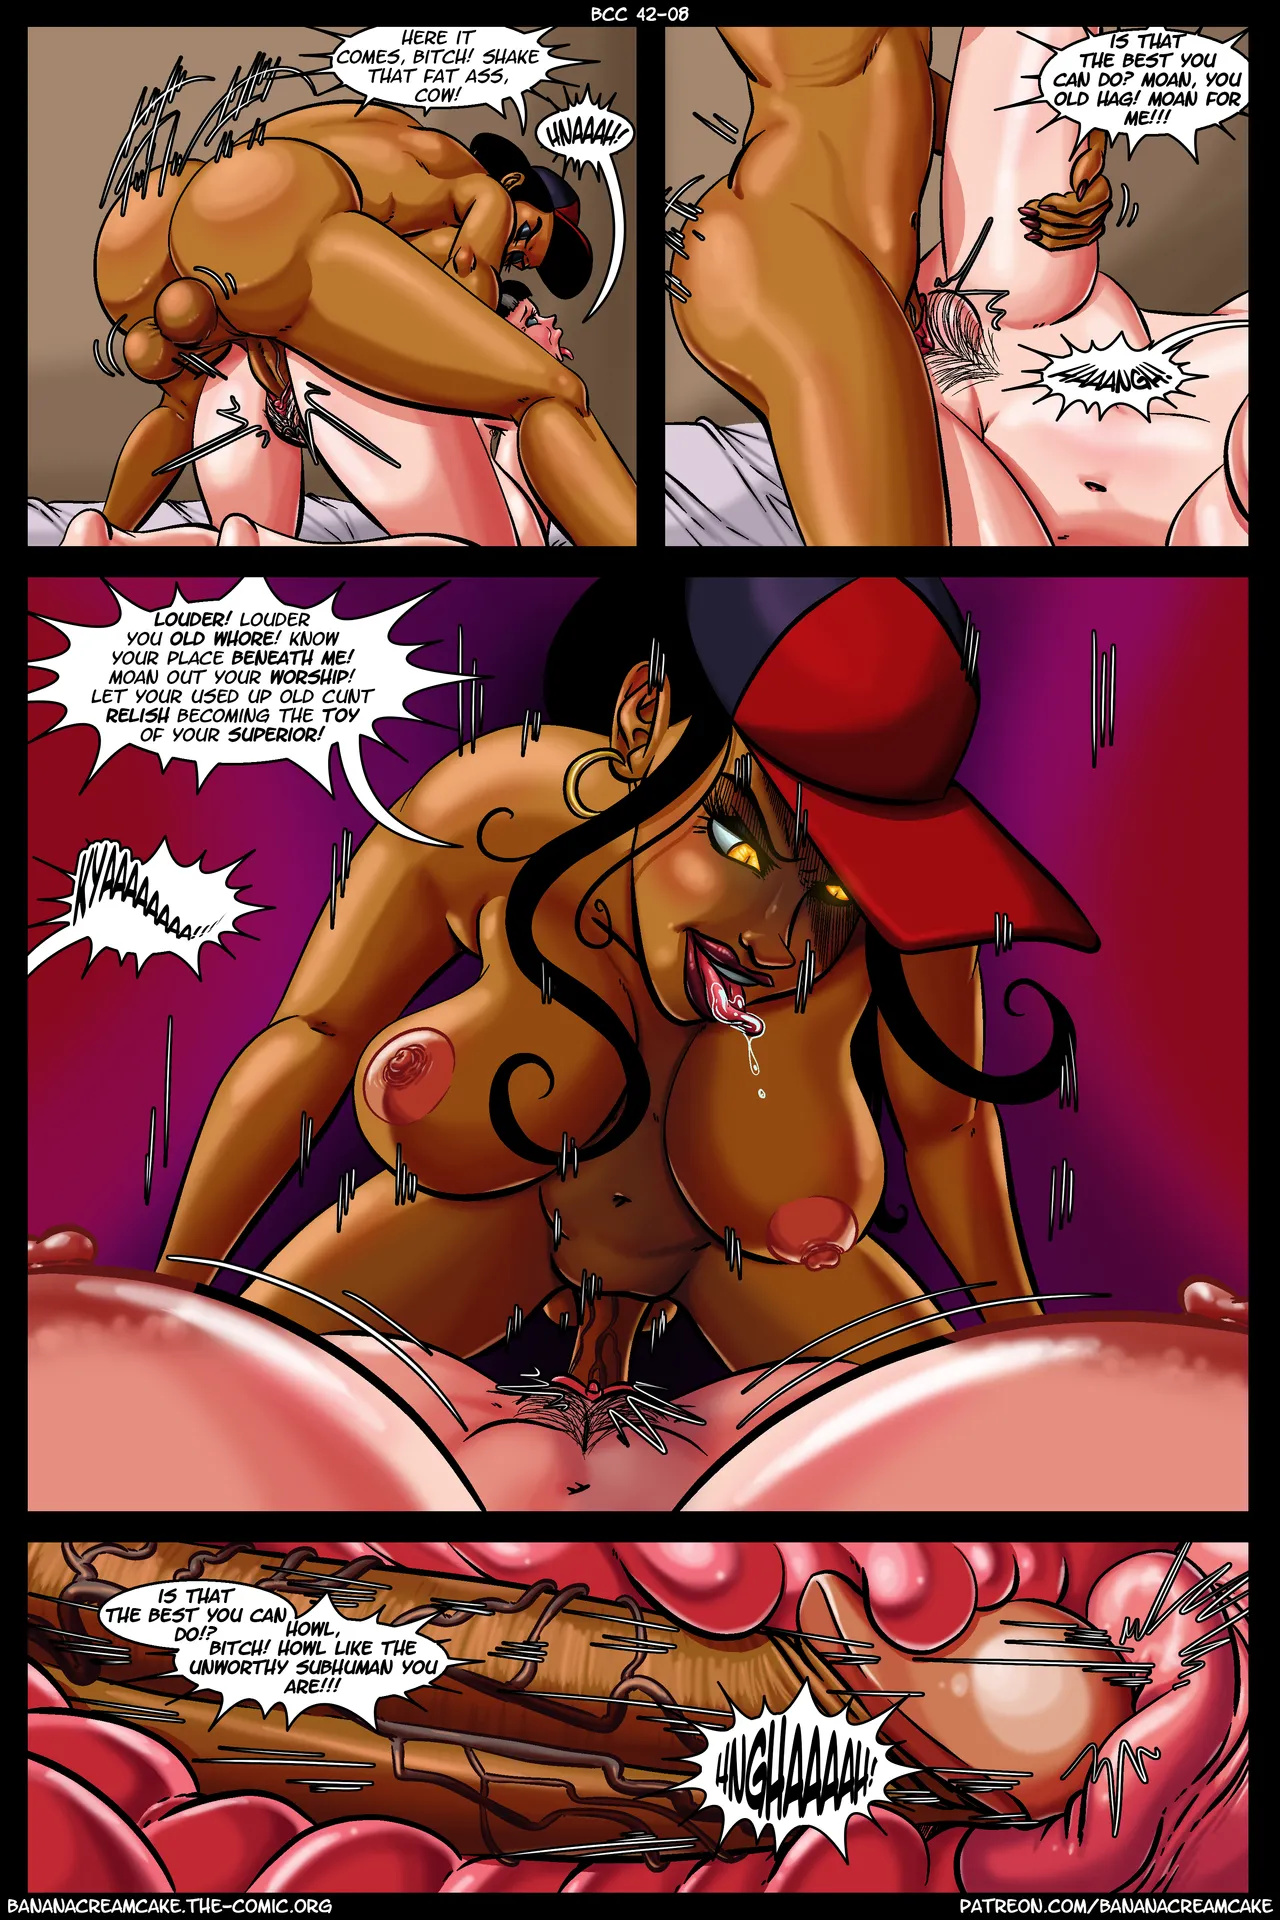 BCC 42-08
HERE IT
COMES, BITCH! SHAKE
THAT FAT ASS,
COW!
HNAAAH!
IS THAT
THE BEST YOU
CAN DO? MOAN, YOU
OLD HAG! MOAN FOR
ME!!!
HAAANGH!
LOUDER! LOUDER
YOU OLD WHORE! KNOW
YOUR PLACE BENEATH ME!
MOAN OUT YOUR WORSHIP!
LET YOUR USED UP OLD CUNT
RELISH BECOMING THE TOY
OF YOUR SUPERIOR!
KYAAAAAAAA!!!
IS THAT
THE BEST YOU CAN
DO!?
HOWL,
BITCH! HOWL LIKE THE
UNWORTHY SUBHUMAN YOU
ARE!!!
HNGHAAAAH!
BANANACREAMCAKE.THE-COMIC.ORG
PATREON.COM/BANANACREAMCAKE